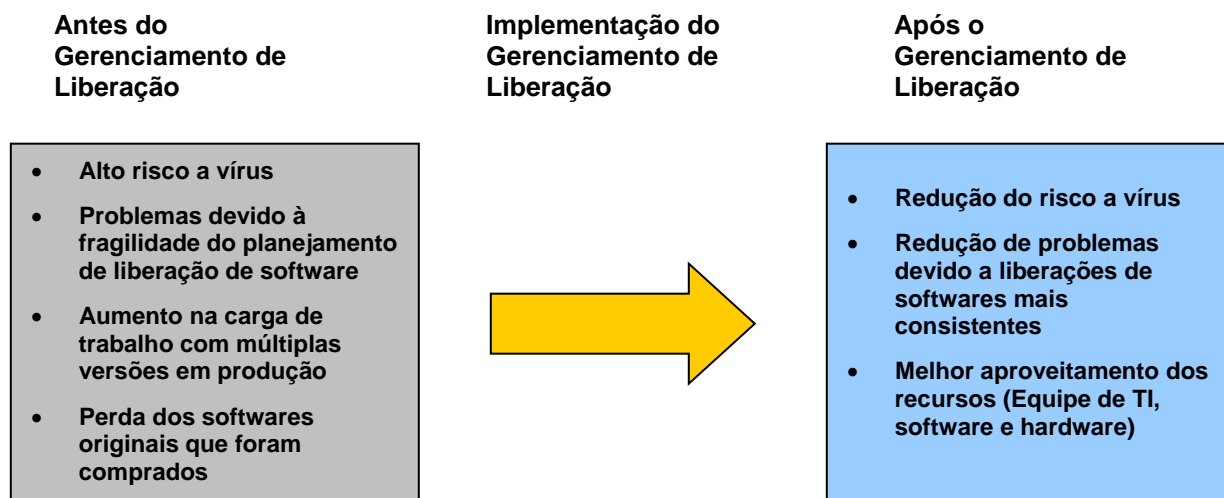 Antes do
Gerenciamento de
Liberação
Implementação do
Gerenciamento de
Liberação
Após o
Gerenciamento de
Liberação
• Alto risco a vírus
• Problemas devido à
fragilidade do planejamento
de liberação de software
• Aumento na carga de
trabalho com múltiplas
versões em produção
• Perda dos softwares
originais que foram
comprados
• Redução do risco a vírus
• Redução de problemas
devido a liberações de
softwares mais
consistentes
• Melhor aproveitamento dos
recursos (Equipe de TI,
software e hardware)